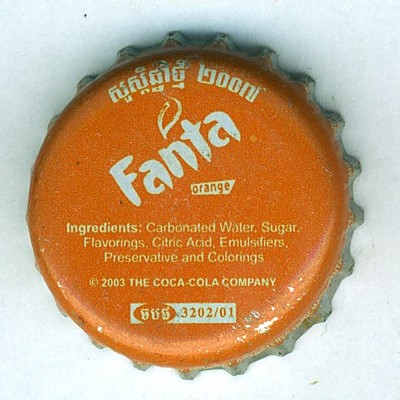 សួស្តីឆ្នាំថ្មី ២០០៧
Fanta
orange
Ingredients: Carbonated Water, Sugar,
Flavorings, Citric Acid, Emulsifiers,
Preservative and Colorings
© 2003 THE COCA-COLA COMPANY
3202/01